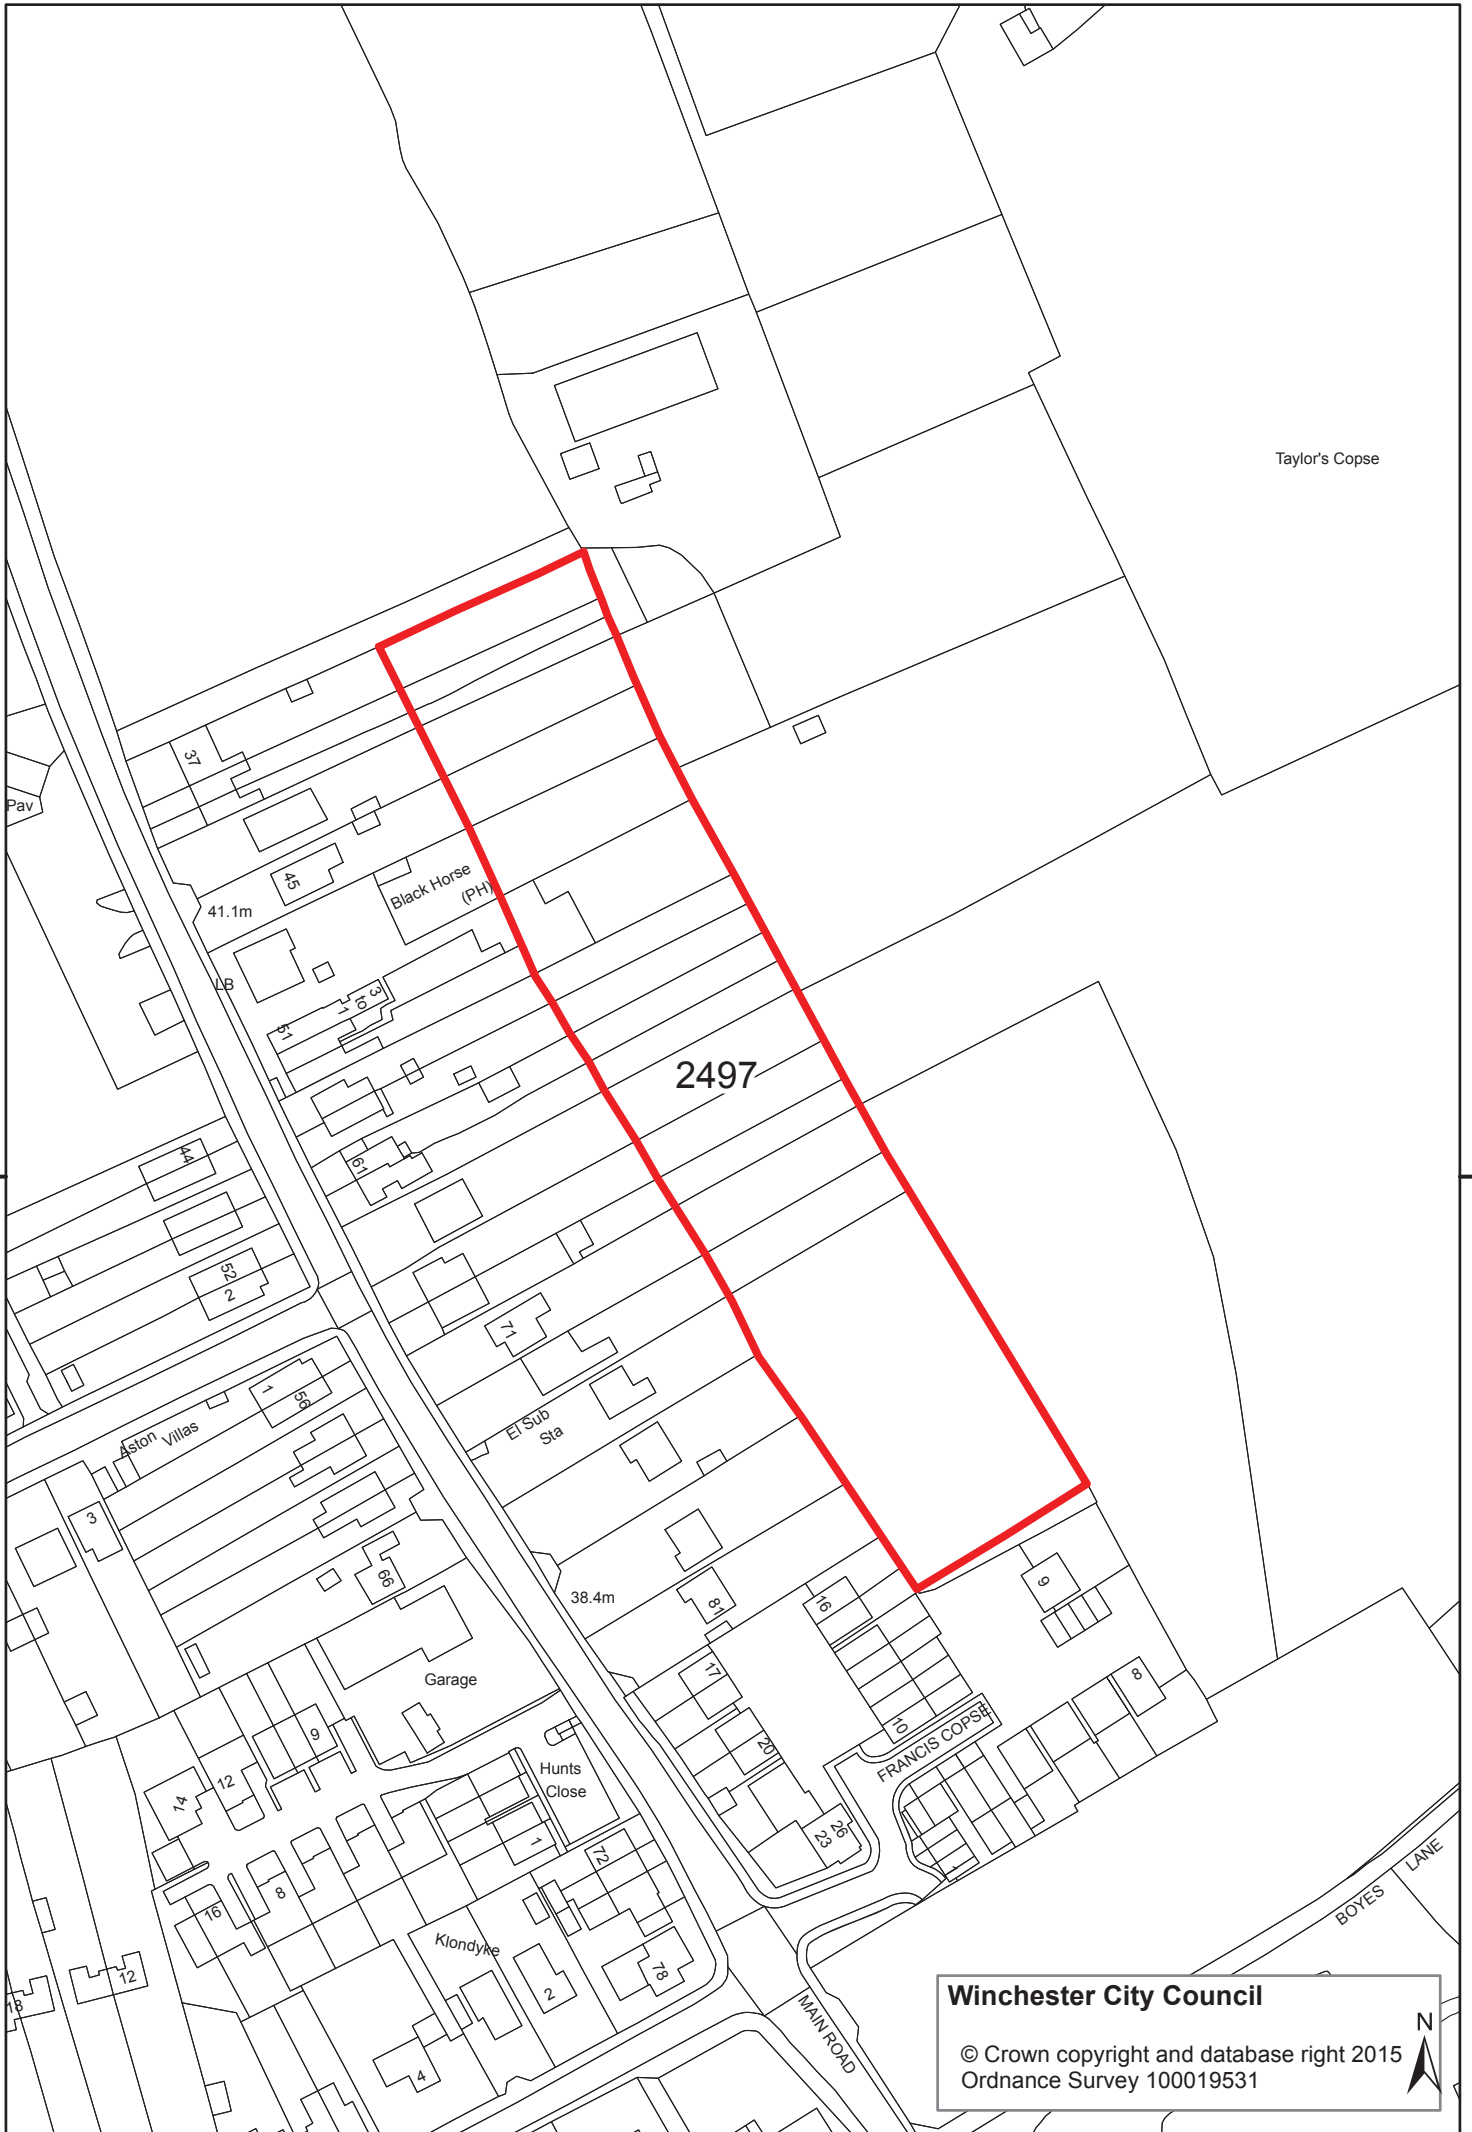 Taylor's Copse
37
Pav
45
Black Horse
(PH)
41.1m
LB
3
to
1
51
2497
44
61
52
2
71
1
56
Aston Villas
El Sub
Sta
3
66
38.4m
81
16
9
17
Garage
8
9
10
20
FRANCIS COPSE
Hunts
Close
12
14
26
23
1
72
1
8
16
BOYES LANE
Klondyke
12
78
2
18
4
MAIN ROAD
Winchester City Council
N
© Crown copyright and database right 2015
Ordnance Survey 100019531